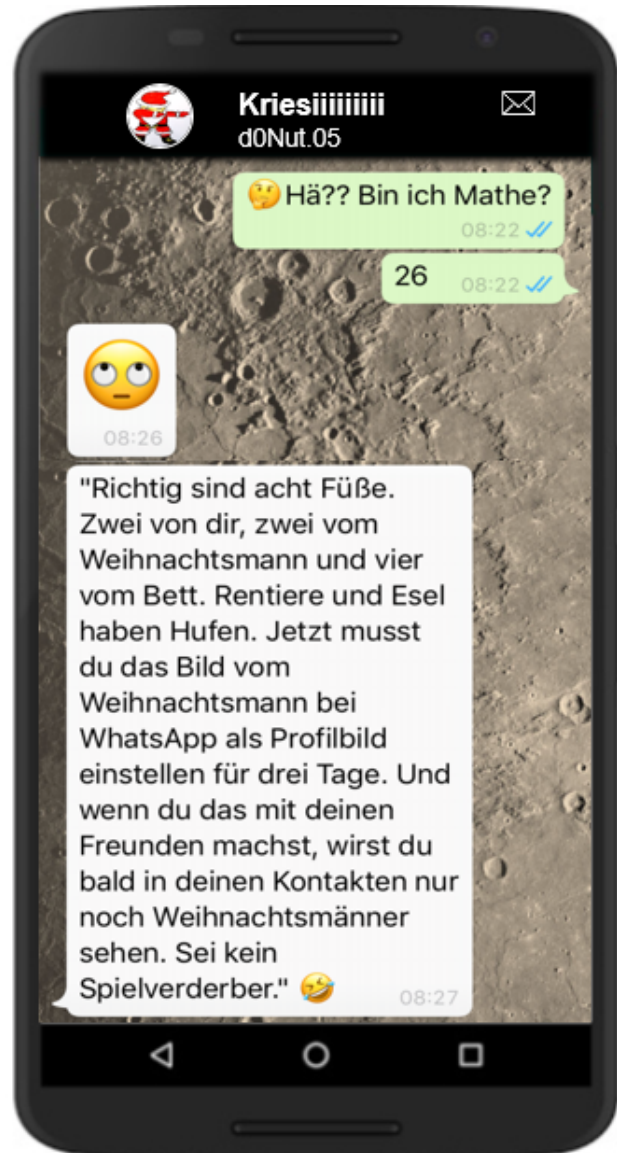 Kriesiiiiiiiii
d0Nut.05
🤔Hä?? Bin ich Mathe?
08:22
26 08:22
🙄
08:26
"Richtig sind acht Füße.
Zwei von dir, zwei vom
Weihnachtsmann und vier
vom Bett. Rentiere und Esel
haben Hufen. Jetzt musst
du das Bild vom
Weihnachtsmann bei
WhatsApp als Profilbild
einstellen für drei Tage. Und
wenn du das mit deinen
Freunden machst, wirst du
bald in deinen Kontakten nur
noch Weihnachtsmänner
sehen. Sei kein
Spielverderber." 🤣 08:27